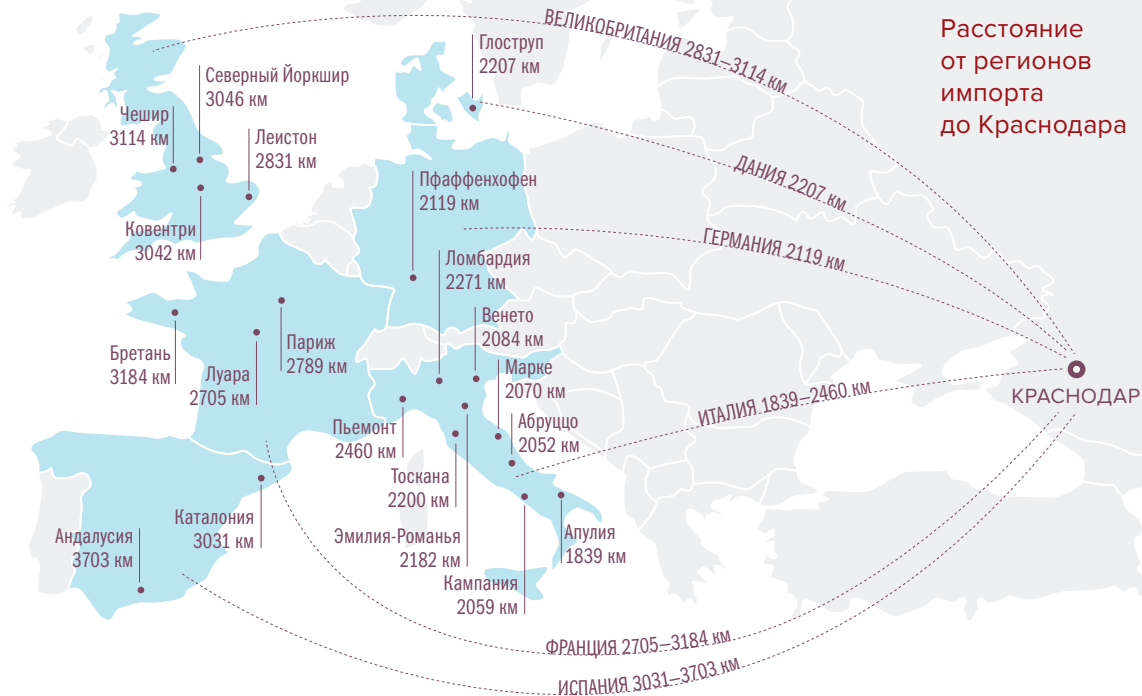 ВЕЛИКОБРИТАНИЯ 2831–3114 км
Расстояние
от регионов
импорта
до Краснодара
Глоструп
2207 км
Северный Йоркшир
3046 км
Чешир
3114 км
Леистон
2831 км
Ковентри
3042 км
Пфаффенхофен
2119 км
ДАНИЯ 2207 км
ГЕРМАНИЯ 2119 км
Ломбардия
2271 км
Венето
2084 км
Париж
2789 км
Бретань
3184 км
Луара
2705 км
Марке
2070 км
КРАСНОДАР
ИТАЛИЯ 1839–2460 км
Абруццо
2052 км
Пьемонт
2460 км
Тоскана
2200 км
Каталония
3031 км
Андалусия
3703 км
Эмилия-Романья
2182 км
Апулия
1839 км
Кампания
2059 км
ФРАНЦИЯ 2705–3184 км
ИСПАНИЯ 3031–3703 км